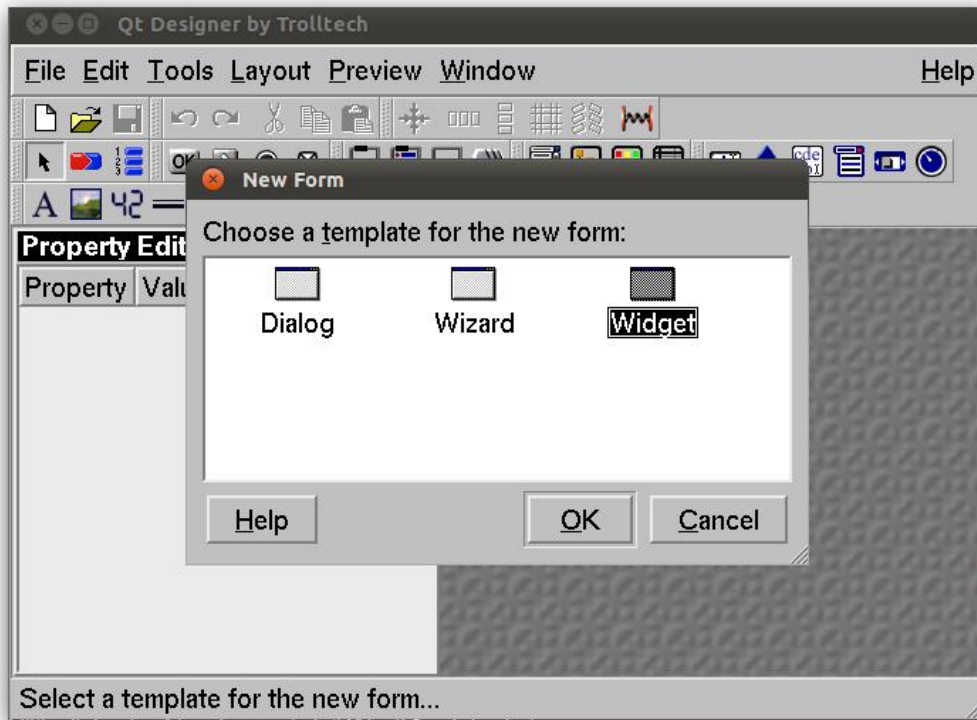 Qt Designer by Trolltech
File Edit Tools Layout Preview Window Help
New Form
Property Edit
Property
Choose a template for the new form:
Dialog Wizard Widget
Help OK Cancel
Select a template for the new form...